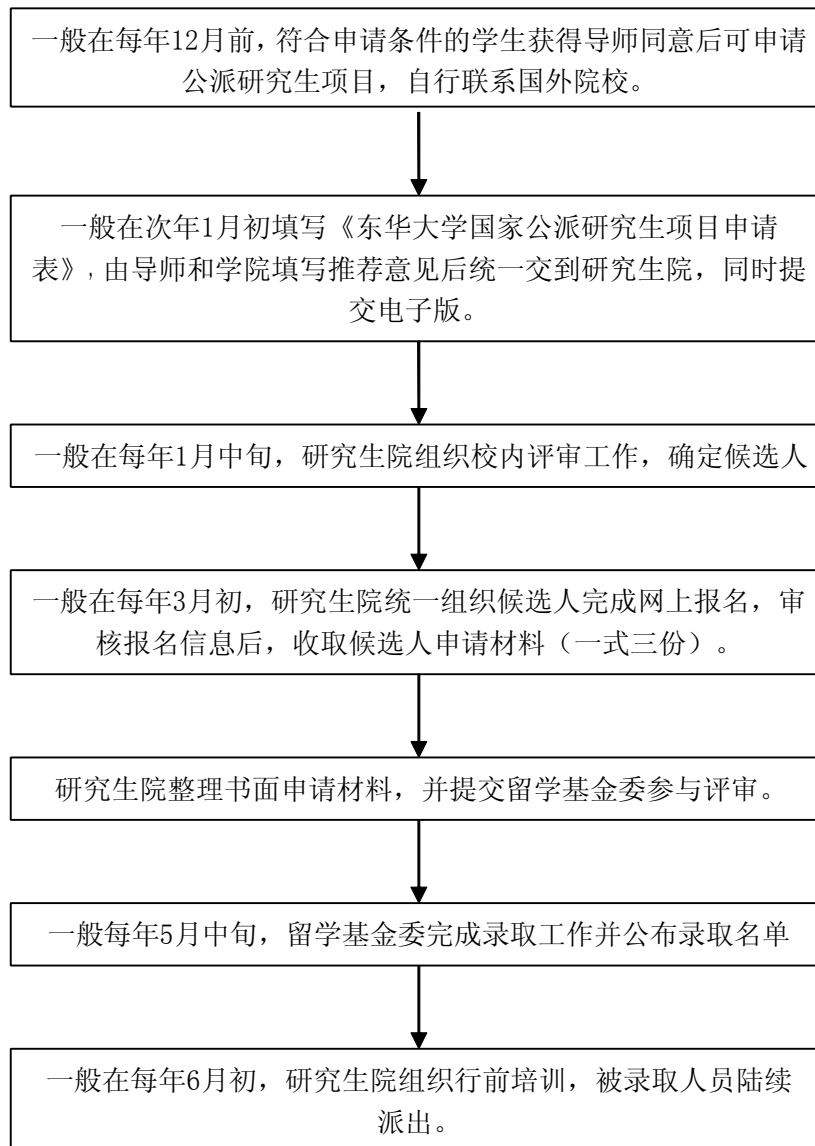 一般在每年12月前，符合申请条件的学生获得导师同意后可申请
公派研究生项目，自行联系国外院校。
一般在次年1月初填写《东华大学国家公派研究生项目申请
表》,由导师和学院填写推荐意见后统一交到研究生院，同时提
交电子版。
一般在每年1月中旬，研究生院组织校内评审工作，确定候选人
一般在每年3月初，研究生院统一组织候选人完成网上报名，审
核报名信息后，收取候选人申请材料（一式三份）。
研究生院整理书面申请材料，并提交留学基金委参与评审。
一般每年5月中旬，留学基金委完成录取工作并公布录取名单
一般在每年6月初，研究生院组织行前培训，被录取人员陆续
派出。